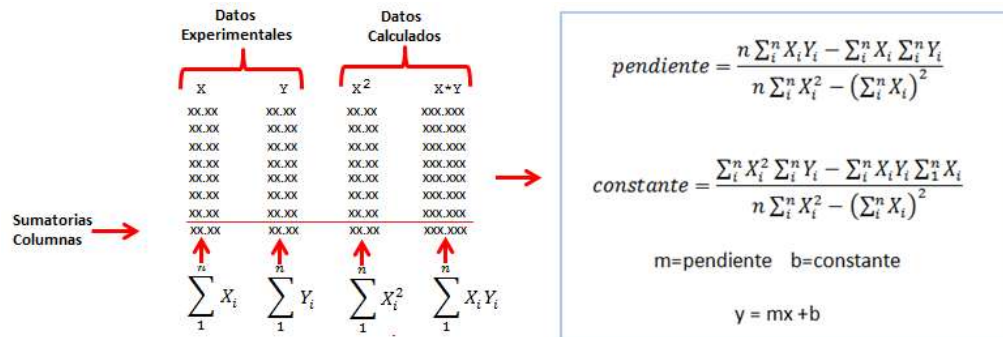 Datos Experimentales
Datos Calculados
X Y X² X*Y
xx.xx xx.xx xx.xx xxx.xxx
xx.xx xx.xx xx.xx xxx.xxx
xx.xx xx.xx xx.xx xxx.xxx
xx.xx xx.xx xx.xx xxx.xxx
xx.xx xx.xx xx.xx xxx.xxx
xx.xx xx.xx xx.xx xxx.xxx
xx.xx xx.xx xx.xx xxx.xxx
Sumatorias Columnas
xx.xx xx.xx xx.xx xxx.xxx
∑₁ⁿ Xᵢ ∑₁ⁿ Yᵢ ∑₁ⁿ Xᵢ² ∑₁ⁿ XᵢYᵢ
pendiente = (n ∑ᵢⁿ XᵢYᵢ − ∑ᵢⁿ Xᵢ ∑ᵢⁿ Yᵢ) / (n ∑ᵢⁿ Xᵢ² − (∑ᵢⁿ Xᵢ)²)
constante = (∑ᵢⁿ Xᵢ² ∑ᵢⁿ Yᵢ − ∑ᵢⁿ XᵢYᵢ ∑₁ⁿ Xᵢ) / (n ∑ᵢⁿ Xᵢ² − (∑ᵢⁿ Xᵢ)²)
m=pendiente b=constante
y = mx +b